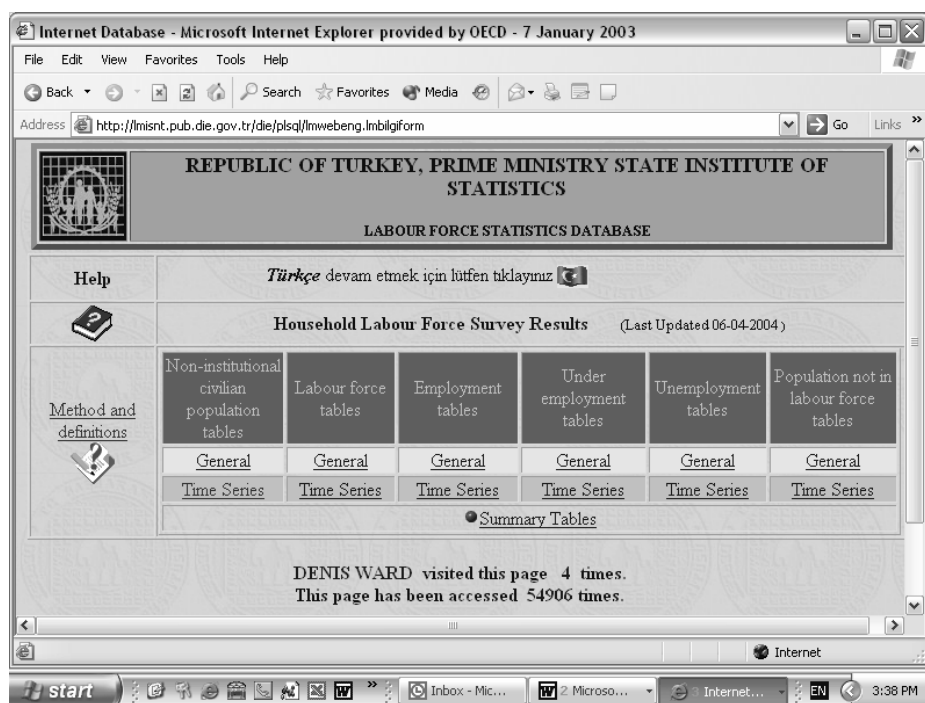 Internet Database - Microsoft Internet Explorer provided by OECD - 7 January 2003
File Edit View Favorites Tools Help
Back Search Favorites Media
Address http://lmisnt.pub.die.gov.tr/die/plsql/lmwebeng.lmbilgiform Go Links »
REPUBLIC OF TURKEY, PRIME MINISTRY STATE INSTITUTE OF
STATISTICS
LABOUR FORCE STATISTICS DATABASE
Help Türkçe devam etmek için lütfen tıklayınız
Household Labour Force Survey Results (Last Updated 06-04-2004 )
Method and
definitions
Non-institutional
civilian
population
tables
Labour force
tables
Employment
tables
Under
employment
tables
Unemployment
tables
Population not in
labour force
tables
General General General General General General
Time Series Time Series Time Series Time Series Time Series Time Series
Summary Tables
DENIS WARD visited this page 4 times.
This page has been accessed 54906 times.
Internet
start » Inbox - Mic... 2 Microso... 3 Internet... EN 3:38 PM